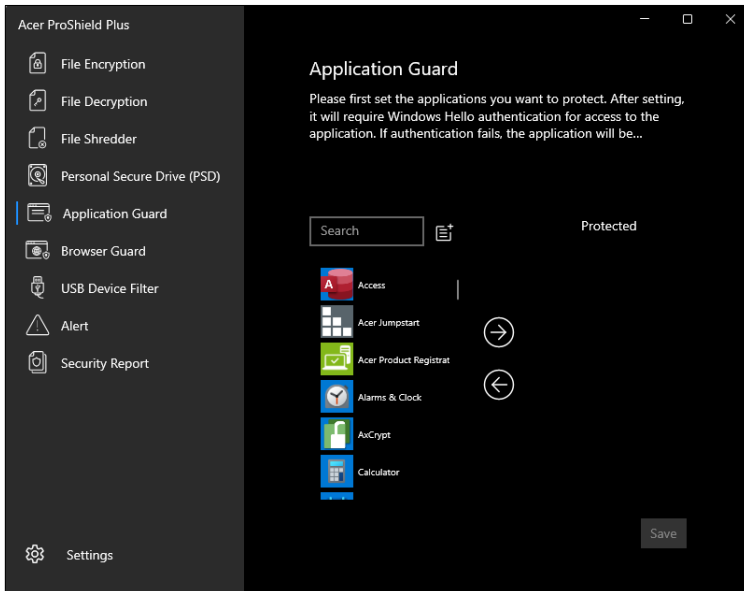 Acer ProShield Plus
File Encryption
File Decryption
File Shredder
Personal Secure Drive (PSD)
Application Guard
Browser Guard
USB Device Filter
Alert
Security Report
Settings
Application Guard
Please first set the applications you want to protect. After setting,
it will require Windows Hello authentication for access to the
application. If authentication fails, the application will be...
Search
Protected
A Access
Acer Jumpstart
Acer Product Registrat
Alarms & Clock
AxCrypt
Calculator
Save